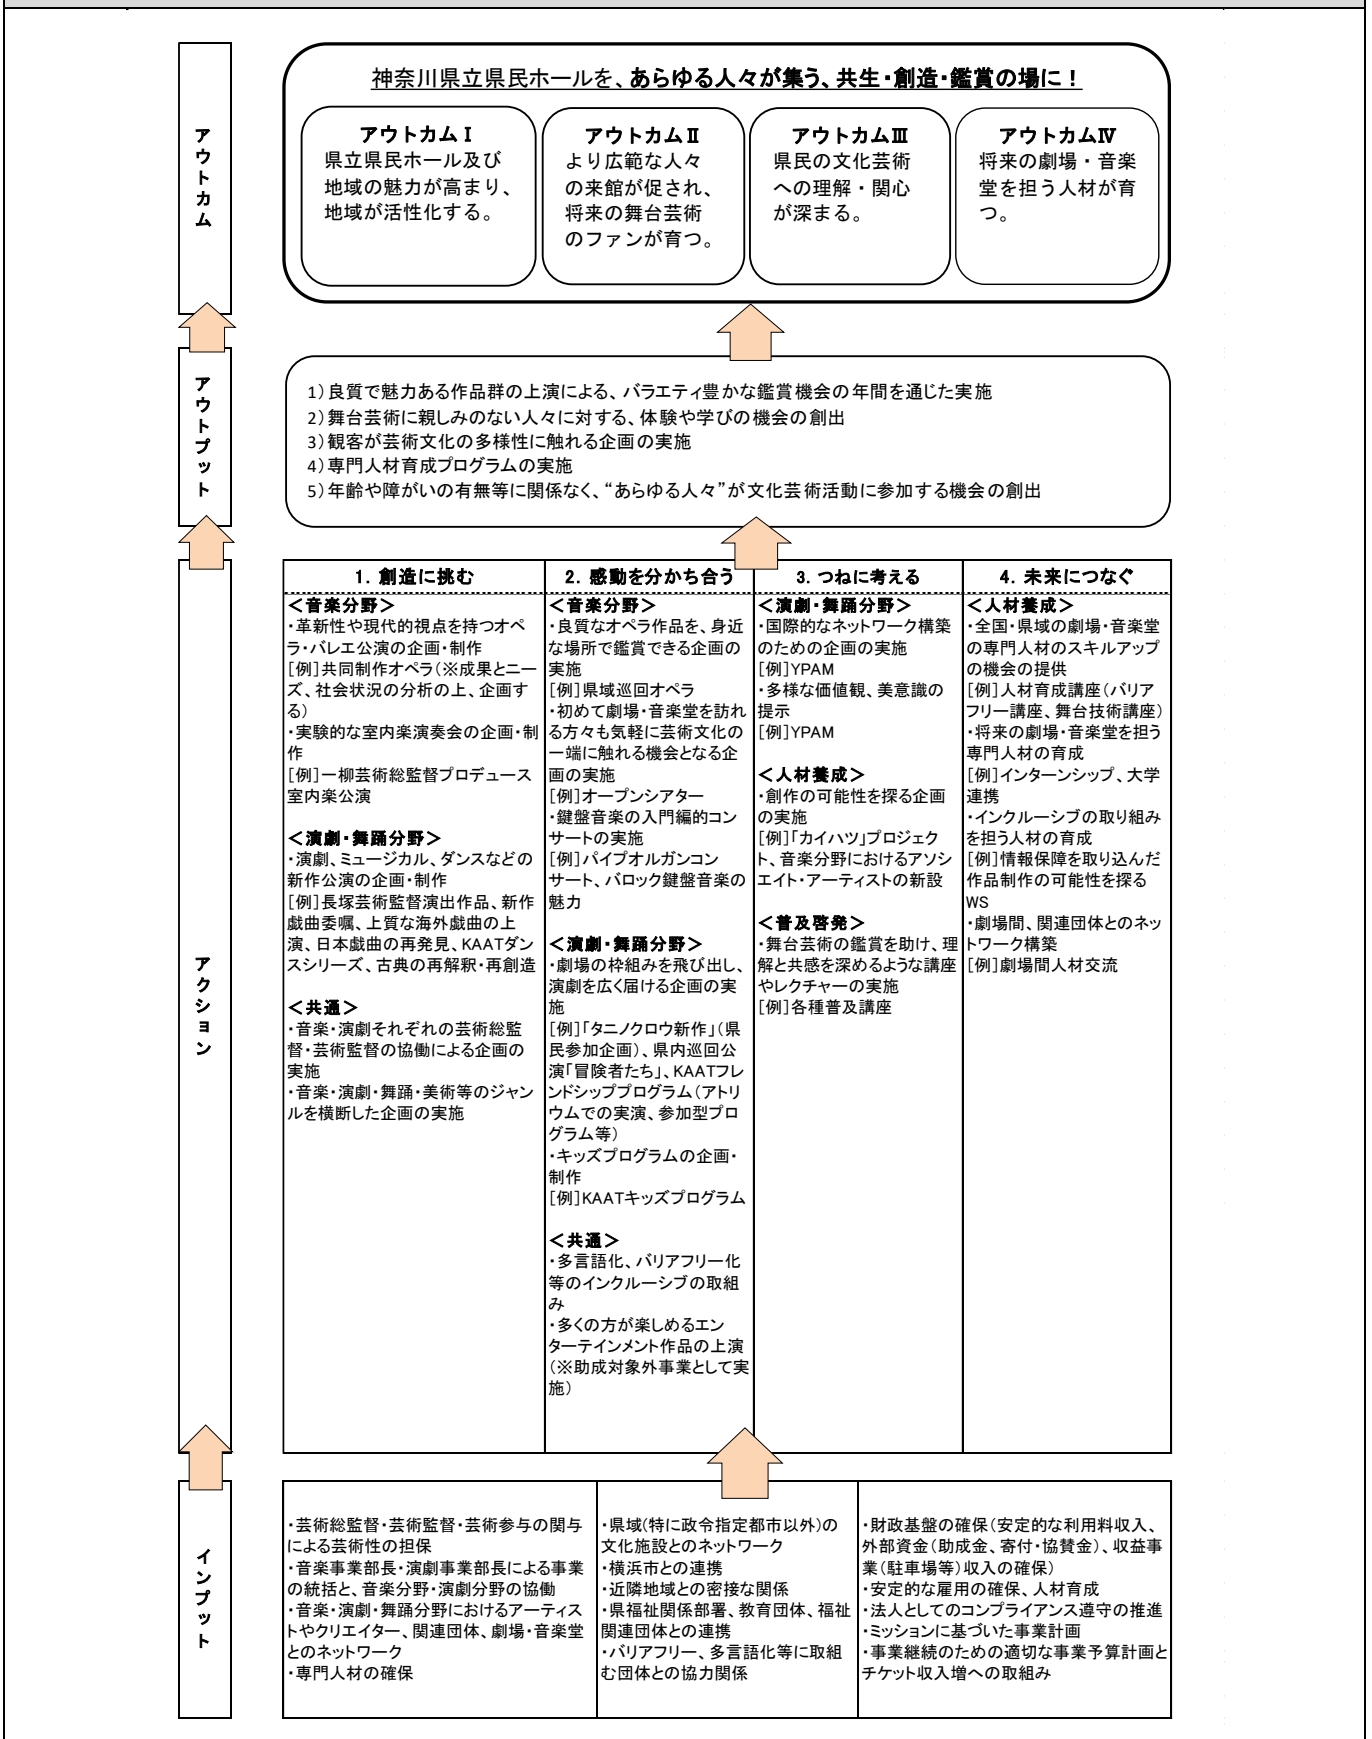 アウトカム
神奈川県立県民ホールを、あらゆる人々が集う、共生・創造・鑑賞の場に！
アウトカムⅠ
県立県民ホール及び
地域の魅力が高まり、
地域が活性化する。
アウトカムⅡ
より広範な人々
の来館が促され、
将来の舞台芸術
のファンが育つ。
アウトカムⅢ
県民の文化芸術
への理解・関心
が深まる。
アウトカムⅣ
将来の劇場・音楽
堂を担う人材が育
つ。
アウトプット
1）良質で魅力ある作品群の上演による、バラエティ豊かな鑑賞機会の年間を通じた実施
2）舞台芸術に親しみのない人々に対する、体験や学びの機会の創出
3）観客が芸術文化の多様性に触れる企画の実施
4）専門人材育成プログラムの実施
5）年齢や障がいの有無等に関係なく、“あらゆる人々”が文化芸術活動に参加する機会の創出
アクション
1．創造に挑む
＜音楽分野＞
・革新性や現代的視点を持つオペ
ラ・バレエ公演の企画・制作
［例］共同制作オペラ（※成果とニー
ズ、社会状況の分析の上、企画す
る）
・実験的な室内楽演奏会の企画・制
作
［例］一柳芸術総監督プロデュース
室内楽公演
＜演劇・舞踊分野＞
・演劇、ミュージカル、ダンスなどの
新作公演の企画・制作
［例］長塚芸術監督演出作品、新作
戯曲委嘱、上質な海外戯曲の上
演、日本戯曲の再発見、KAATダン
スシリーズ、古典の再解釈・再創造
＜共通＞
・音楽・演劇それぞれの芸術総監
督・芸術監督の協働による企画の
実施
・音楽・演劇・舞踊・美術等のジャン
ルを横断した企画の実施
2．感動を分かち合う
＜音楽分野＞
・良質なオペラ作品を、身近
な場所で鑑賞できる企画の
実施
［例］県域巡回オペラ
・初めて劇場・音楽堂を訪れ
る方々も気軽に芸術文化の
一端に触れる機会となる企
画の実施
［例］オープンシアター
・鍵盤音楽の入門編的コン
サートの実施
［例］パイプオルガンコン
サート、バロック鍵盤音楽の
魅力
＜演劇・舞踊分野＞
・劇場の枠組みを飛び出し、
演劇を広く届ける企画の実
施
［例］「タニノクロウ新作」（県
民参加企画）、県内巡回公
演「冒険者たち」、KAATフレ
ンドシッププログラム（アトリ
ウムでの実演、参加型プロ
グラム等）
・キッズプログラムの企画・
制作
［例］KAATキッズプログラム
＜共通＞
・多言語化、バリアフリー化
等のインクルーシブの取組
み
・多くの方が楽しめるエン
ターテインメント作品の上演
（※助成対象外事業として実
施）
3．つねに考える
＜演劇・舞踊分野＞
・国際的なネットワーク構築
のための企画の実施
［例］YPAM
・多様な価値観、美意識の
提示
［例］YPAM
＜人材養成＞
・創作の可能性を探る企画
の実施
［例］「カイハツ」プロジェク
ト、音楽分野におけるアソシ
エイト・アーティストの新設
＜普及啓発＞
・舞台芸術の鑑賞を助け、理
解と共感を深めるような講座
やレクチャーの実施
［例］各種普及講座
4．未来につなぐ
＜人材養成＞
・全国・県域の劇場・音楽堂
の専門人材のスキルアップ
の機会の提供
［例］人材育成講座（バリア
フリー講座、舞台技術講座）
・将来の劇場・音楽堂を担う
専門人材の育成
［例］インターンシップ、大学
連携
・インクルーシブの取り組み
を担う人材の育成
［例］情報保障を取り込んだ
作品制作の可能性を探る
WS
・劇場間、関連団体とのネッ
トワーク構築
［例］劇場間人材交流
インプット
・芸術総監督・芸術監督・芸術参与の関与
による芸術性の担保
・音楽事業部長・演劇事業部長による事業
の統括と、音楽分野・演劇分野の協働
・音楽・演劇・舞踊分野におけるアーティス
トやクリエイター、関連団体、劇場・音楽堂
とのネットワーク
・専門人材の確保
・県域（特に政令指定都市以外）の
文化施設とのネットワーク
・横浜市との連携
・近隣地域との密接な関係
・県福祉関係部署、教育団体、福祉
関連団体との連携
・バリアフリー、多言語化等に取組
む団体との協力関係
・財政基盤の確保（安定的な利用料収入、
外部資金（助成金、寄付・協賛金）、収益事
業（駐車場等）収入の確保）
・安定的な雇用の確保、人材育成
・法人としてのコンプライアンス遵守の推進
・ミッションに基づいた事業計画
・事業継続のための適切な事業予算計画と
チケット収入増への取組み